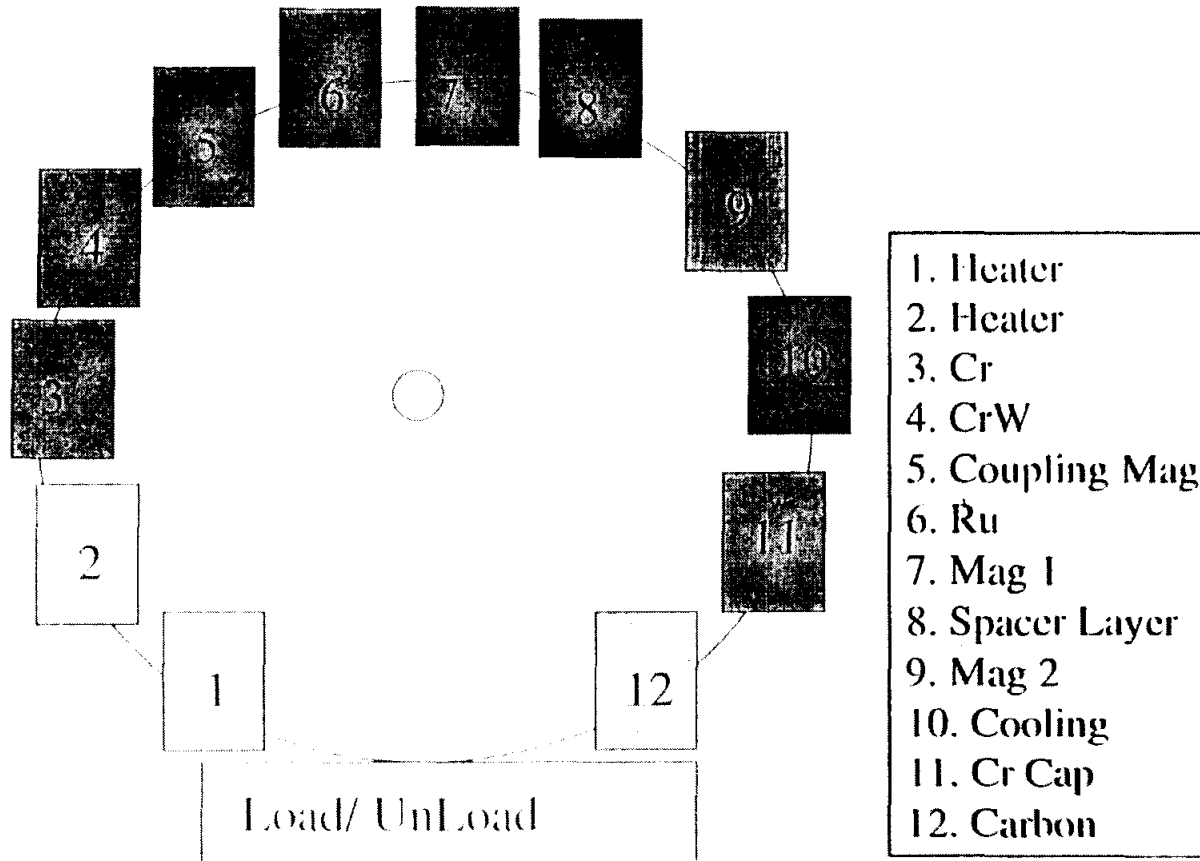 6
7
8
5
9
4
10
3
11
2
1
12
Load/ UnLoad
1. Heater
2. Heater
3. Cr
4. CrW
5. Coupling Mag
6. Ru
7. Mag 1
8. Spacer Layer
9. Mag 2
10. Cooling
11. Cr Cap
12. Carbon